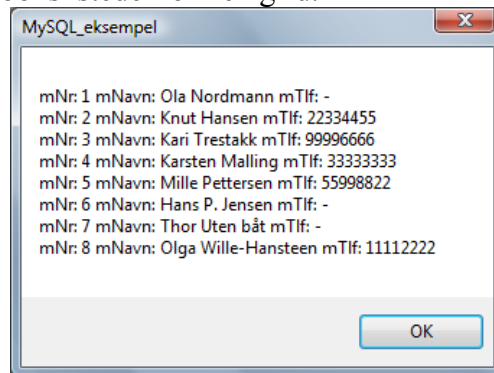 MySQL_eksempel
mNr: 1 mNavn: Ola Nordmann mTlf: -
mNr: 2 mNavn: Knut Hansen mTlf: 22334455
mNr: 3 mNavn: Kari Trestakk mTlf: 99996666
mNr: 4 mNavn: Karsten Malling mTlf: 33333333
mNr: 5 mNavn: Mille Pettersen mTlf: 55998822
mNr: 6 mNavn: Hans P. Jensen mTlf: -
mNr: 7 mNavn: Thor Uten båt mTlf: -
mNr: 8 mNavn: Olga Wille-Hansteen mTlf: 11112222
OK